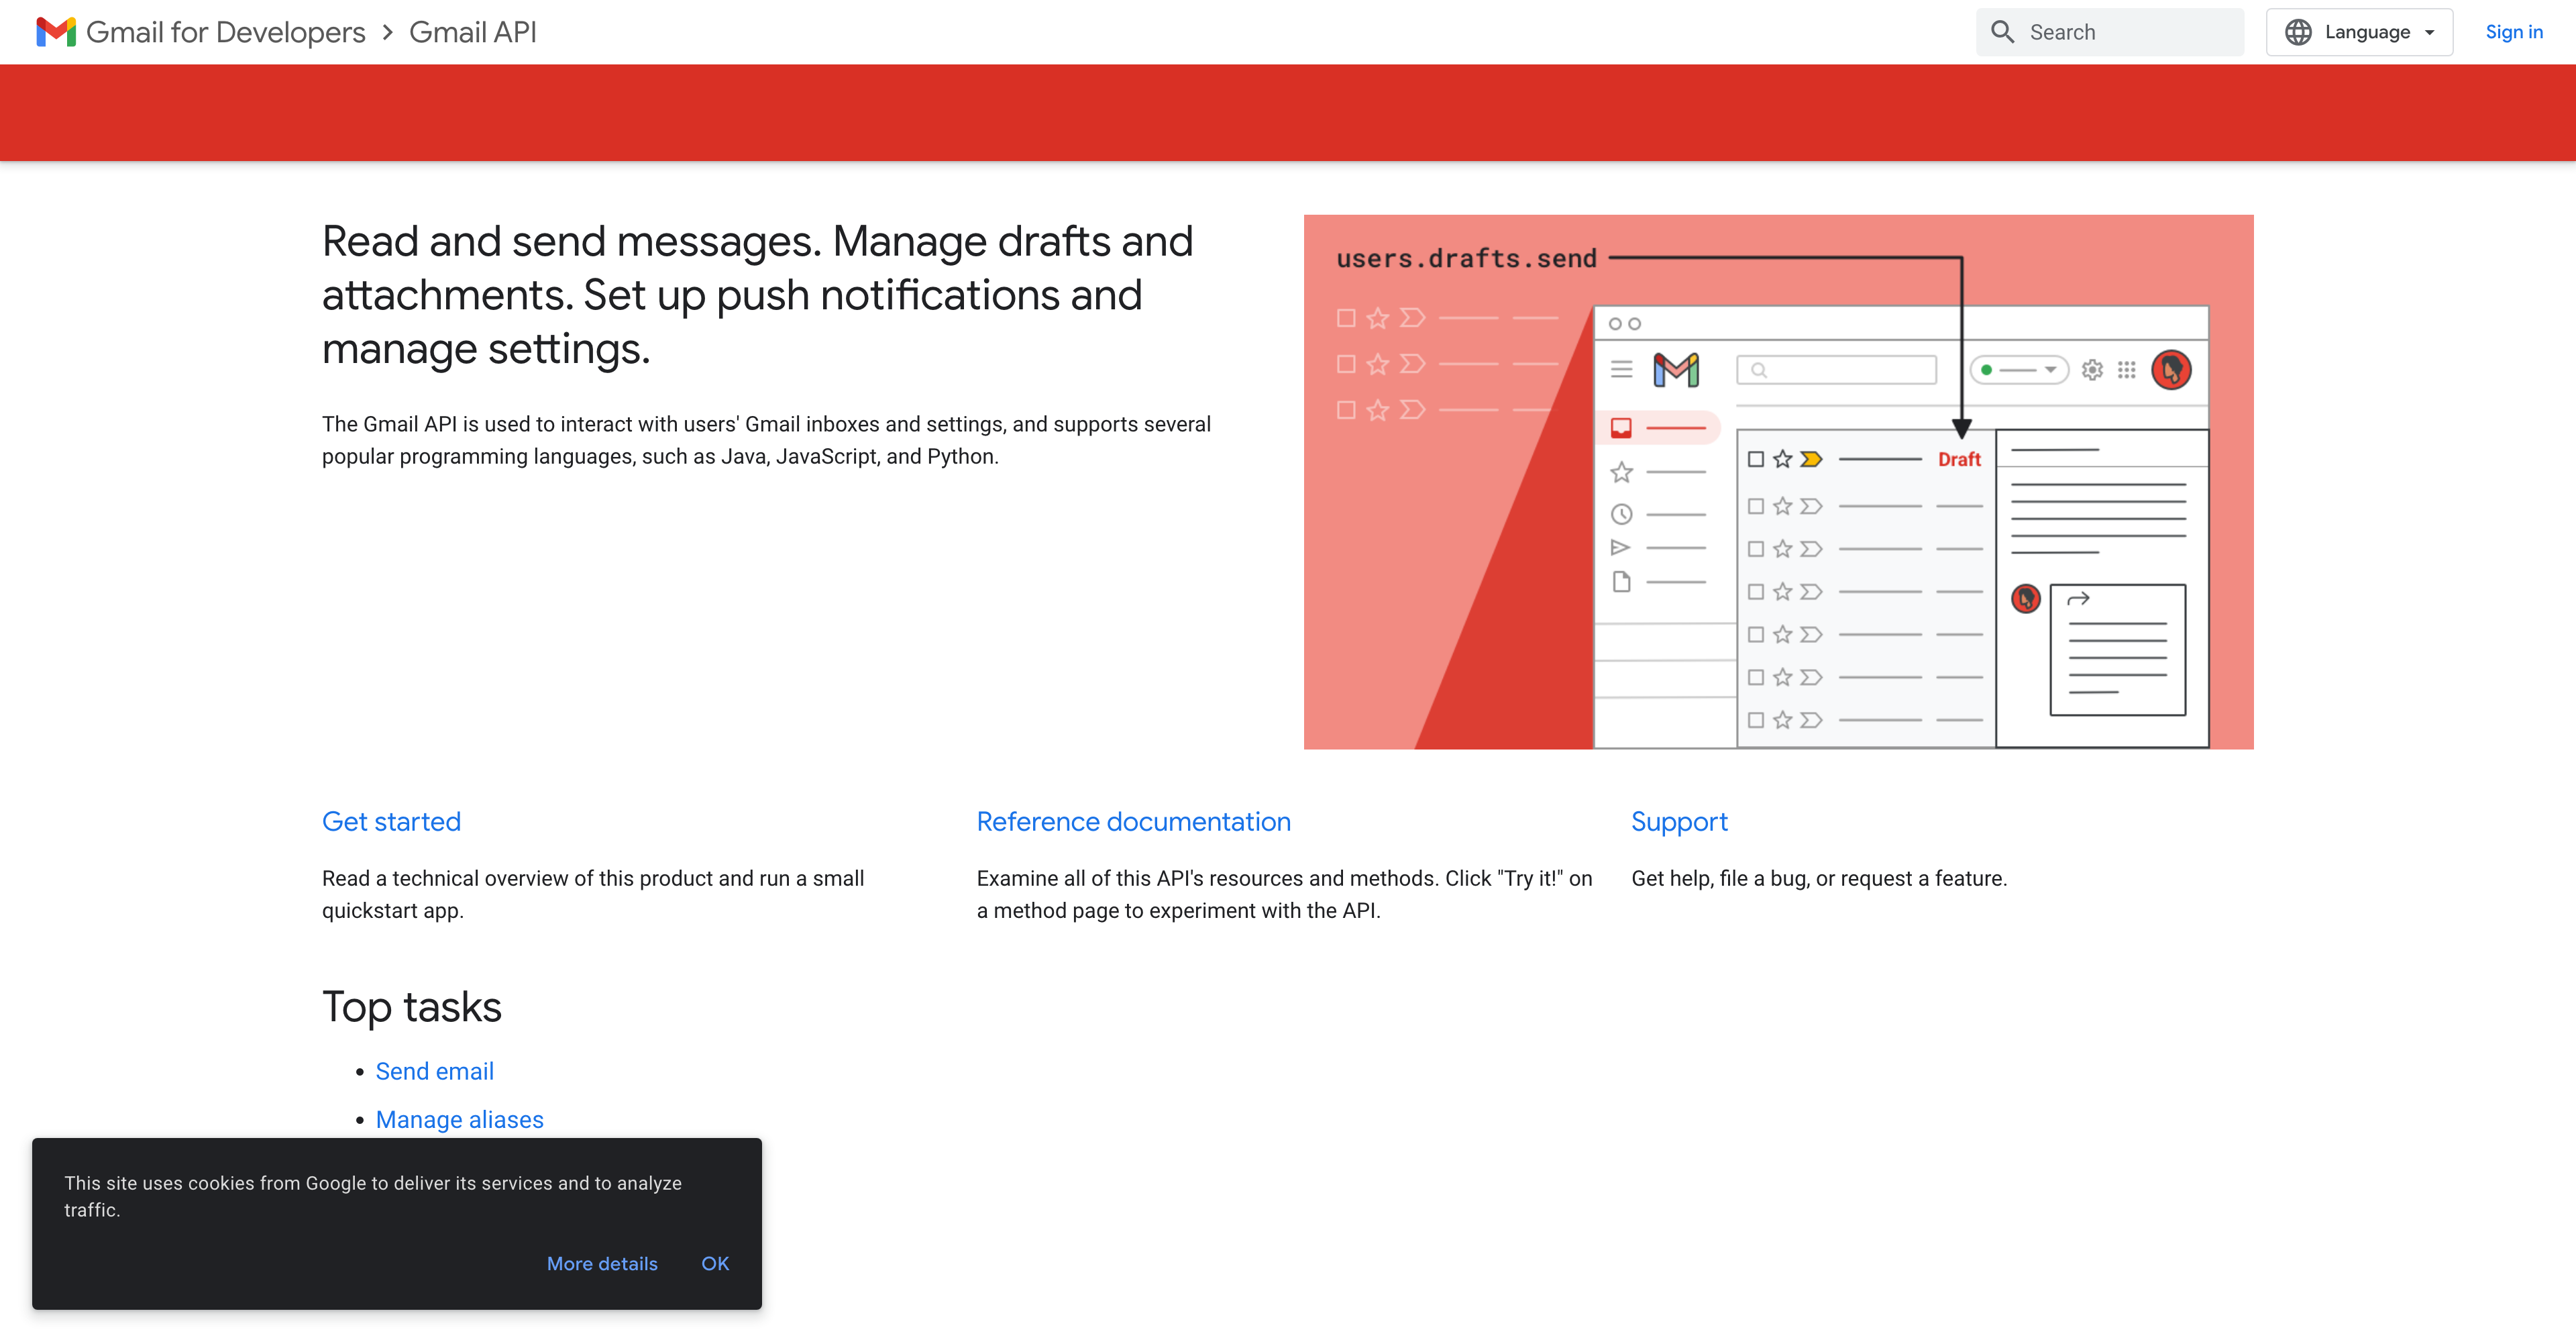 Gmail for Developers > Gmail API
Search
Language
Sign in
Read and send messages. Manage drafts and
attachments. Set up push notifications and
manage settings.
The Gmail API is used to interact with users' Gmail inboxes and settings, and supports several
popular programming languages, such as Java, JavaScript, and Python.
users.drafts.send
Draft
Get started
Read a technical overview of this product and run a small
quickstart app.
Reference documentation
Examine all of this API's resources and methods. Click "Try it!" on
a method page to experiment with the API.
Support
Get help, file a bug, or request a feature.
Top tasks
• Send email
• Manage aliases
This site uses cookies from Google to deliver its services and to analyze
traffic.
More details
OK